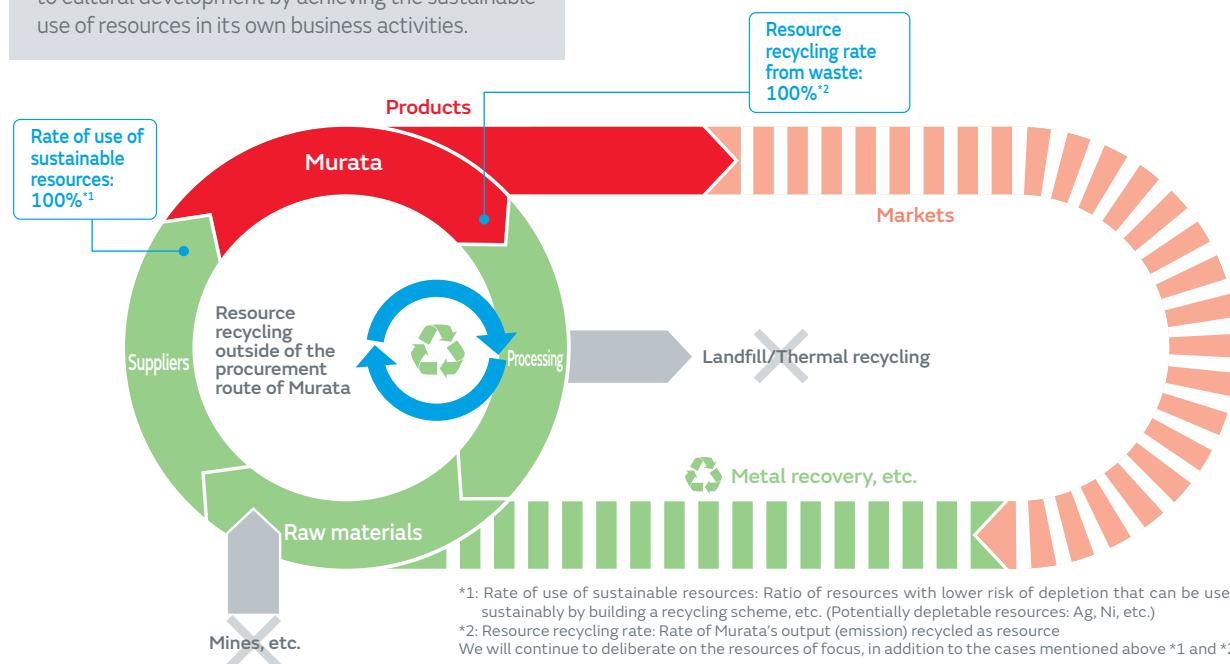 to cultural development by achieving the sustainable
use of resources in its own business activities.
Resource
recycling rate
from waste:
100%*2
Products
Rate of use of
sustainable
resources:
100%*1
Murata
Markets
Resource
recycling
outside of the
procurement
route of Murata
Suppliers
Processing
Landfill/Thermal recycling
Metal recovery, etc.
Raw materials
Mines, etc.
*1: Rate of use of sustainable resources: Ratio of resources with lower risk of depletion that can be use
sustainably by building a recycling scheme, etc. (Potentially depletable resources: Ag, Ni, etc.)
*2: Resource recycling rate: Rate of Murata's output (emission) recycled as resource
We will continue to deliberate on the resources of focus, in addition to the cases mentioned above *1 and *2